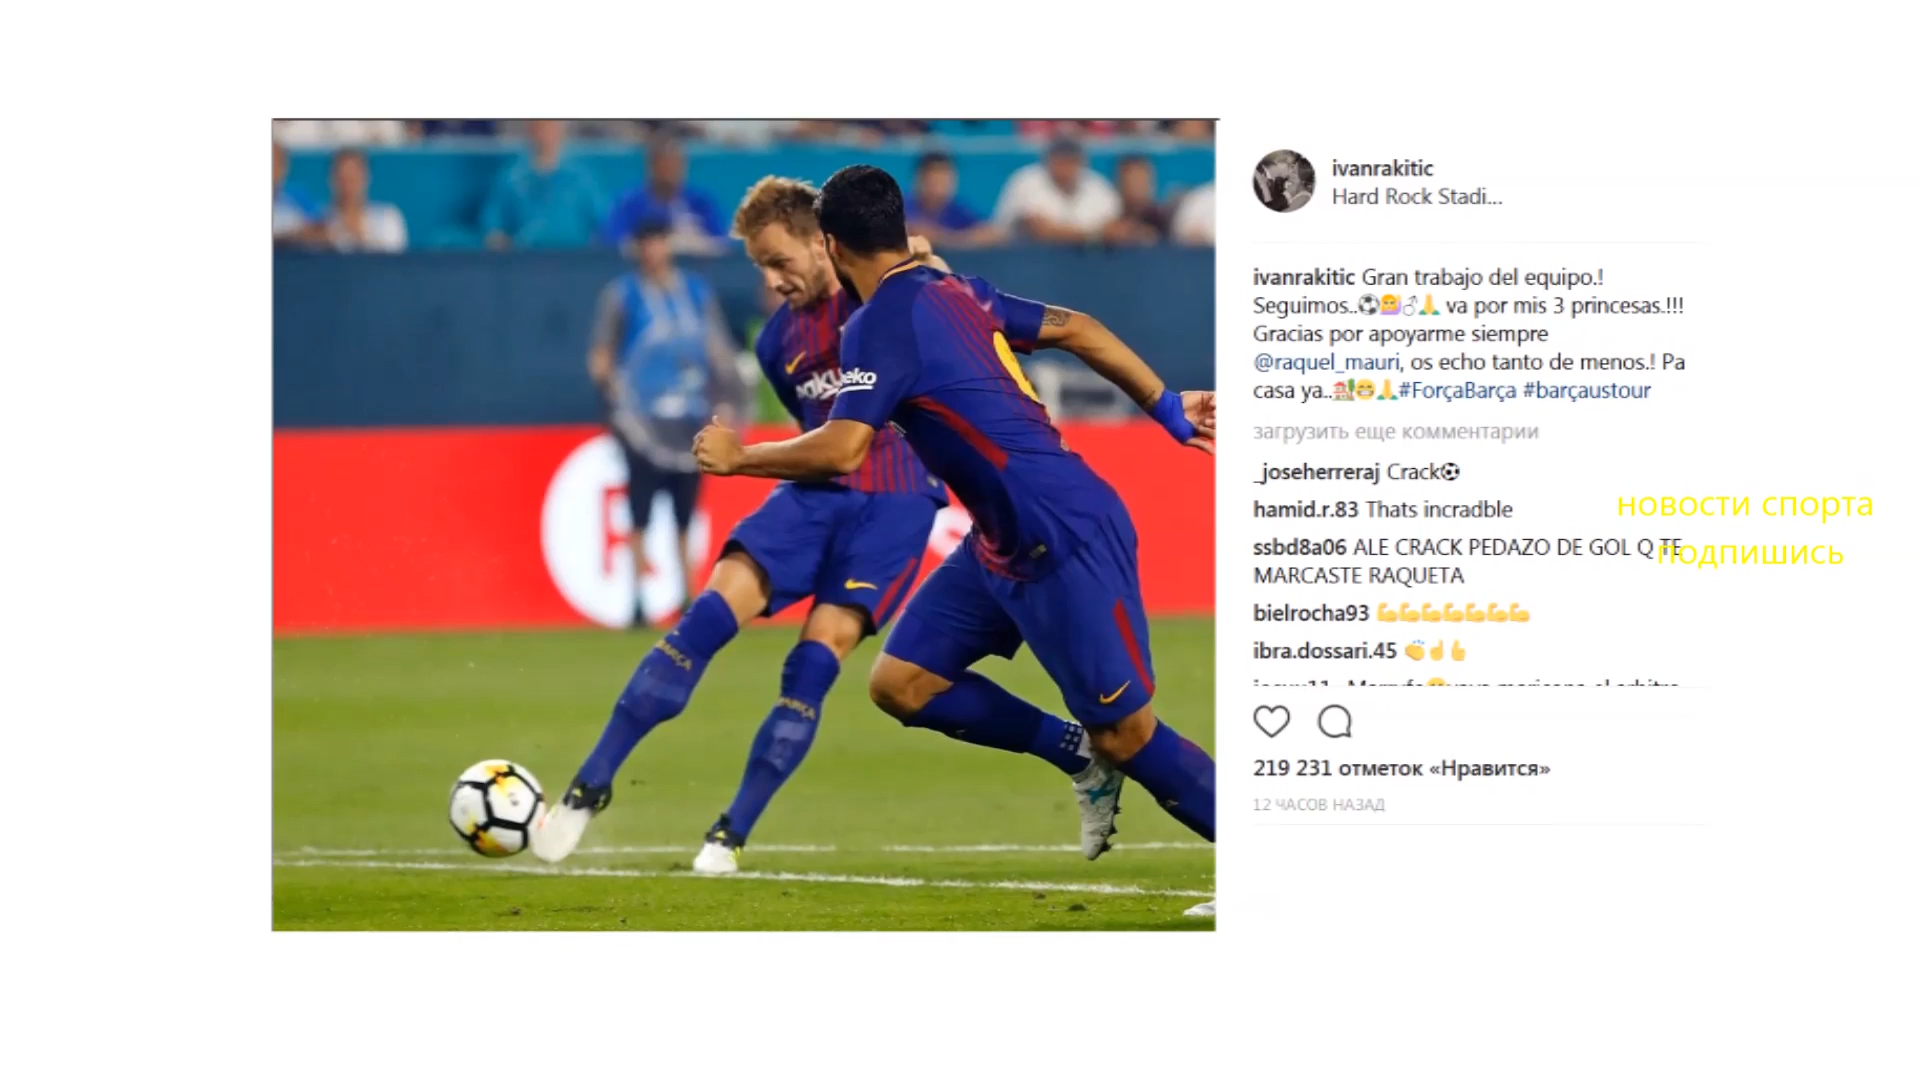 ivanrakitic
Hard Rock Stadi...
ivanrakitic Gran trabajo del equipo.!
Seguimos..⚽🤷♂🙏 va por mis 3 princesas.!!!
Gracias por apoyarme siempre
@raquel_mauri, os echo tanto de menos.! Pa
casa ya..🏡😁🙏#ForçaBarça #barçaustour
загрузить еще комментарии
_joseherreraj Crack⚽
hamid.r.83 Thats incradble
новости спорта
ssbd8a06 ALE CRACK PEDAZO DE GOL Q TE
подпишись
MARCASTE RAQUETA
bielrocha93 💪💪💪💪💪💪💪
ibra.dossari.45 👏☝👍
219 231 отметок «Нравится»
12 ЧАСОВ НАЗАД
eko
BARÇA
BARÇA